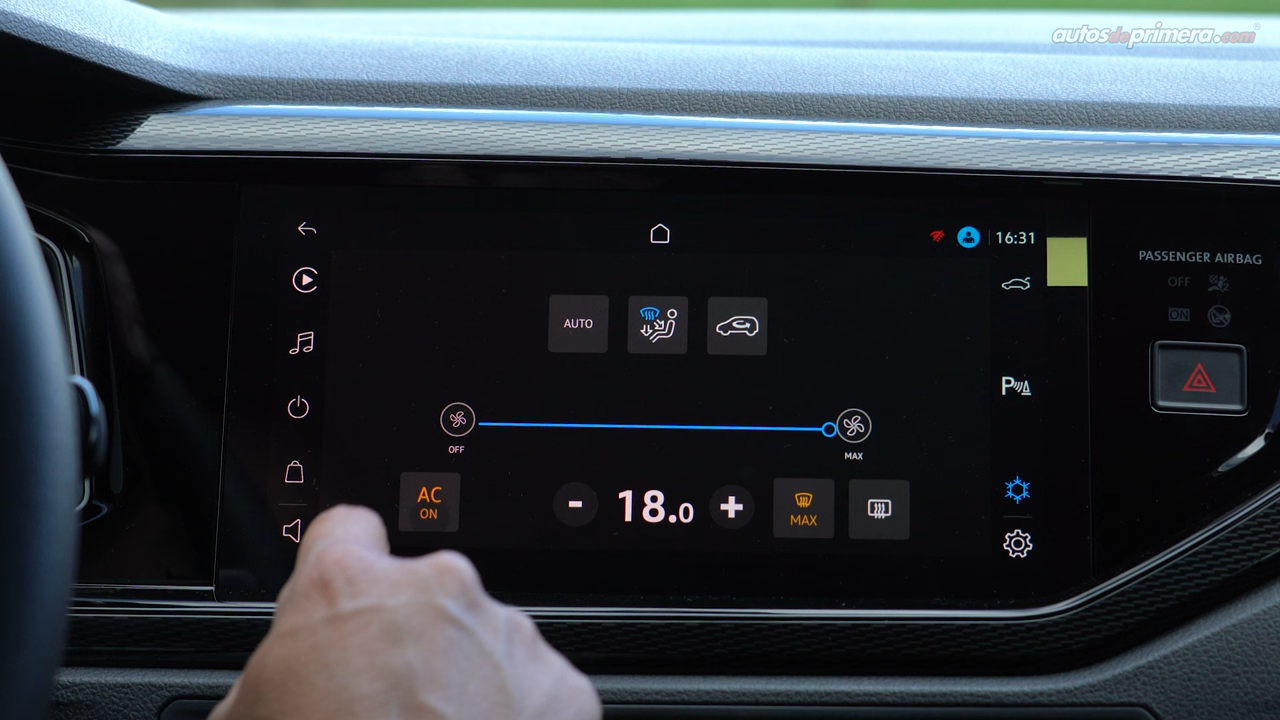 autosdeprimera.com
16:31
PASSENGER AIRBAG
OFF
ON
AUTO
P
OFF
MAX
AC
ON
- 18.0 +
MAX